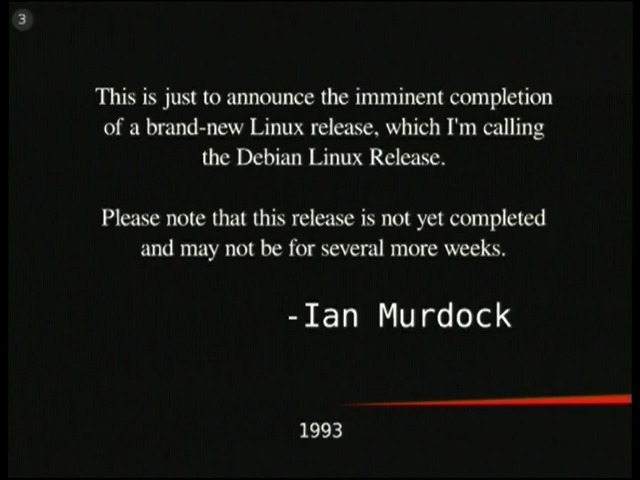 3
This is just to announce the imminent completion
of a brand-new Linux release, which I'm calling
the Debian Linux Release.
Please note that this release is not yet completed
and may not be for several more weeks.
-Ian Murdock
1993